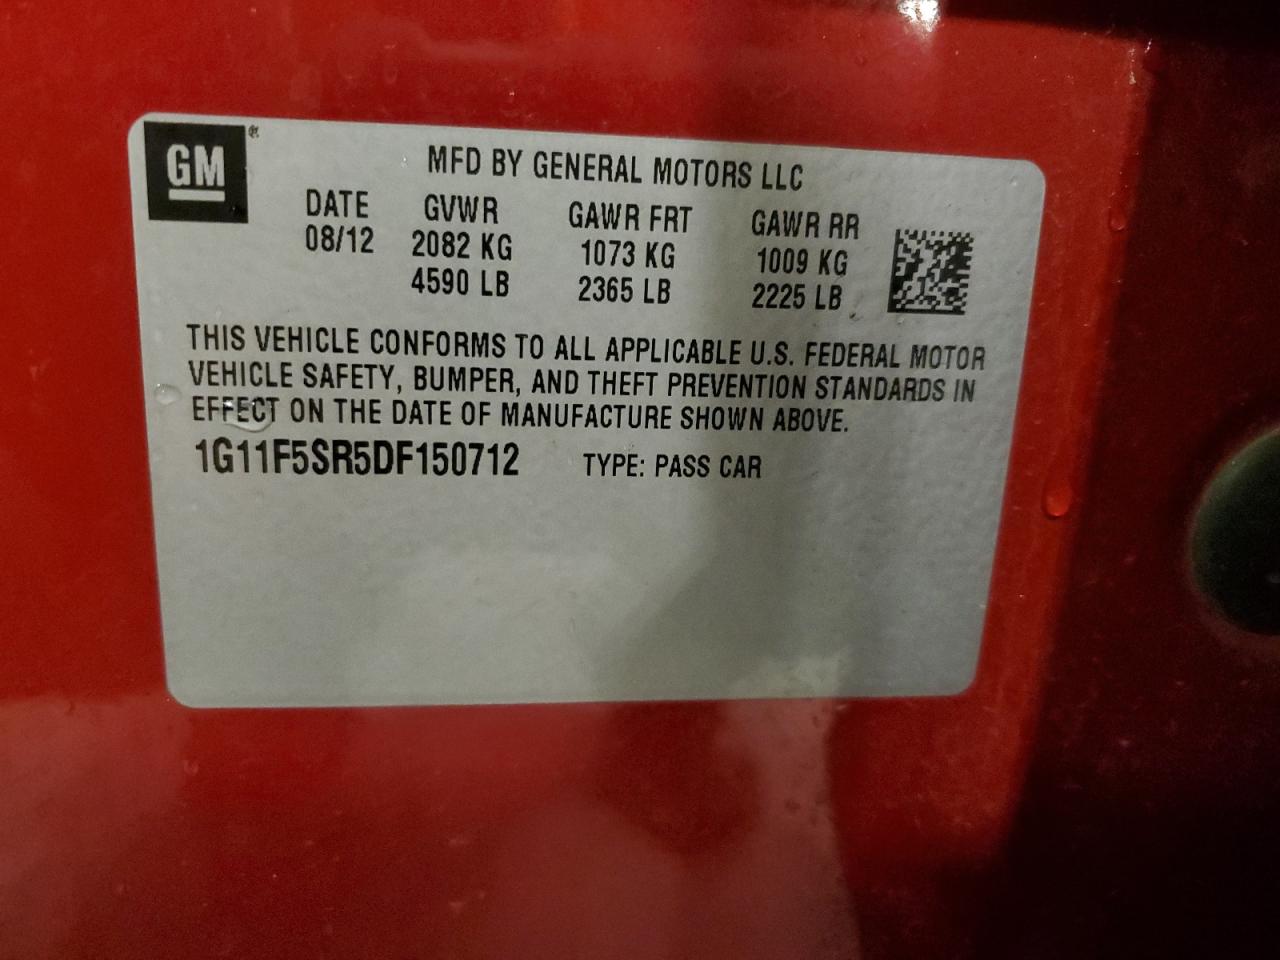 GM®
MFD BY GENERAL MOTORS LLC
DATE GVWR GAWR FRT GAWR RR
08/12 2082 KG 1073 KG 1009 KG
4590 LB 2365 LB 2225 LB
THIS VEHICLE CONFORMS TO ALL APPLICABLE U.S. FEDERAL MOTOR
VEHICLE SAFETY, BUMPER, AND THEFT PREVENTION STANDARDS IN
EFFECT ON THE DATE OF MANUFACTURE SHOWN ABOVE.
1G11F5SR5DF150712 TYPE: PASS CAR